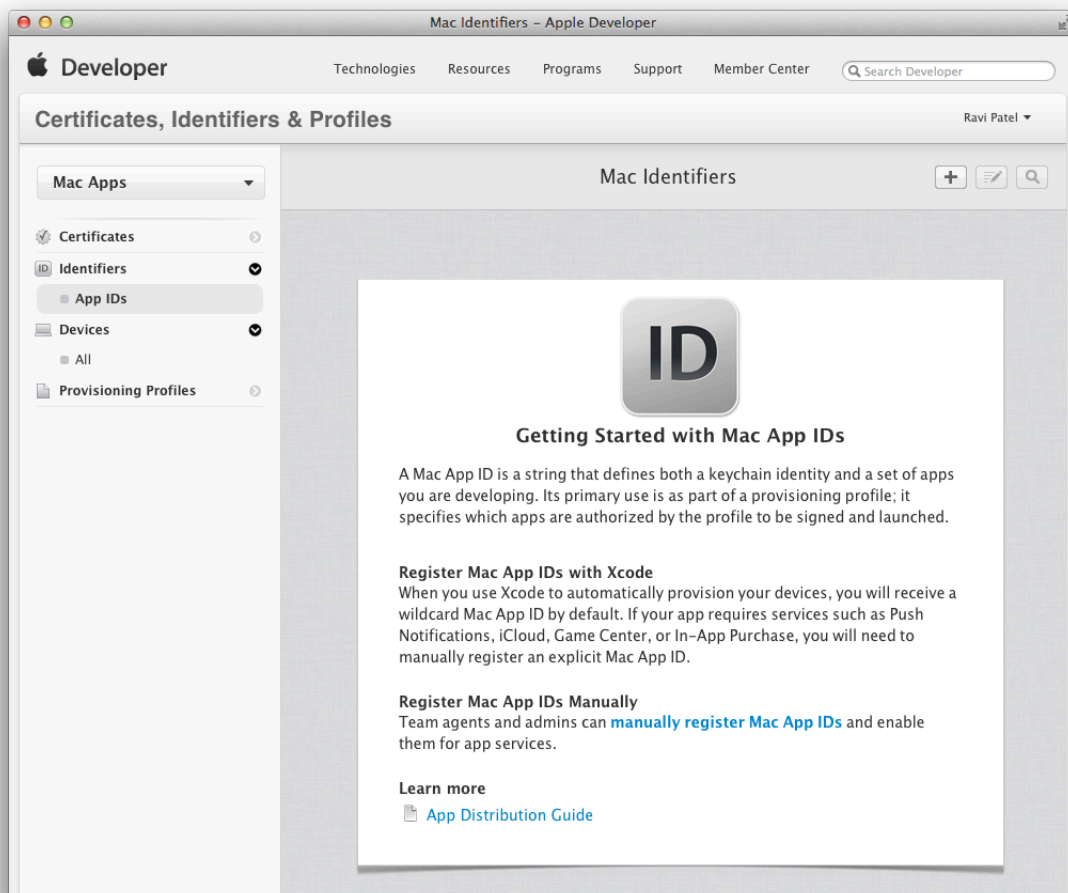 Mac Identifiers – Apple Developer
Developer
Technologies Resources Programs Support Member Center Search Developer
Certificates, Identifiers & Profiles
Ravi Patel
Mac Apps
Mac Identifiers
Certificates
ID Identifiers
App IDs
Devices
All
Provisioning Profiles
ID
Getting Started with Mac App IDs
A Mac App ID is a string that defines both a keychain identity and a set of apps
you are developing. Its primary use is as part of a provisioning profile; it
specifies which apps are authorized by the profile to be signed and launched.
Register Mac App IDs with Xcode
When you use Xcode to automatically provision your devices, you will receive a
wildcard Mac App ID by default. If your app requires services such as Push
Notifications, iCloud, Game Center, or In-App Purchase, you will need to
manually register an explicit Mac App ID.
Register Mac App IDs Manually
Team agents and admins can manually register Mac App IDs and enable
them for app services.
Learn more
App Distribution Guide